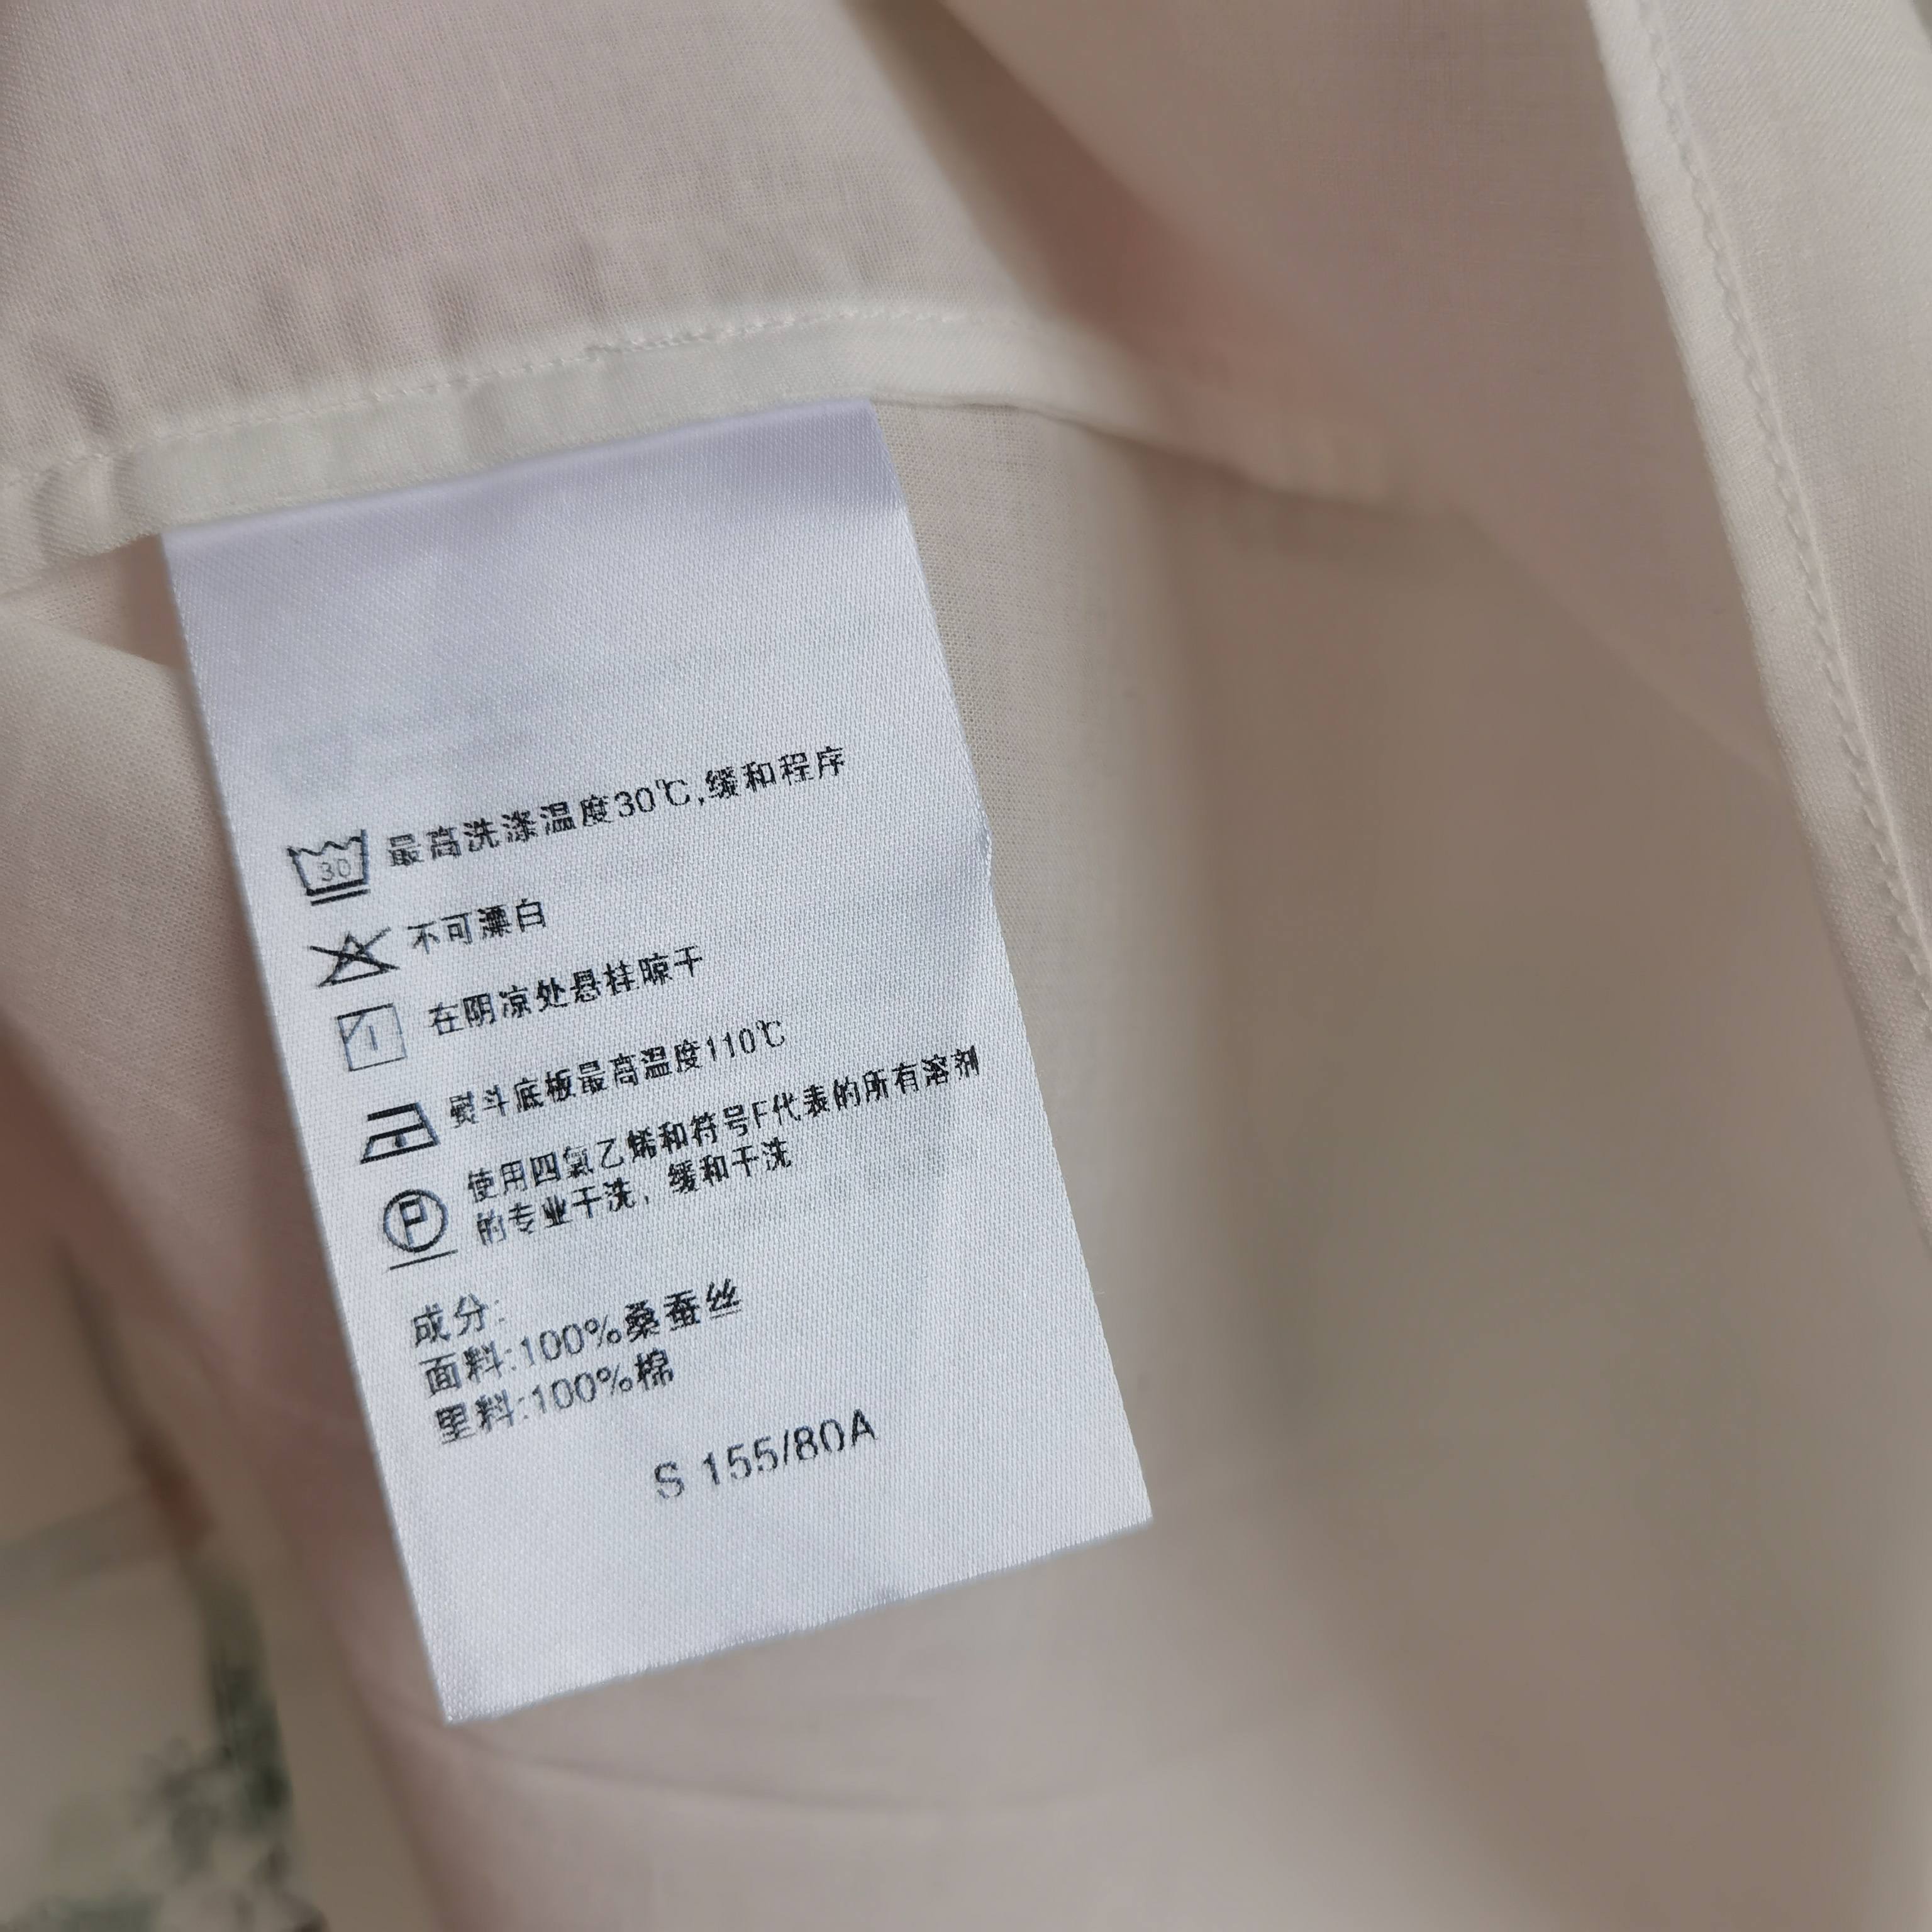 30 最高洗涤温度30℃,缓和程序
不可漂白
在阴凉处悬挂晾干
熨斗底板最高温度110℃
P 使用四氯乙烯和符号F代表的所有溶剂
的专业干洗，缓和干洗
成分:
面料:100%桑蚕丝
里料:100%棉
S 155/80A